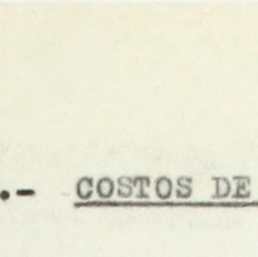 .- COSTOS DE